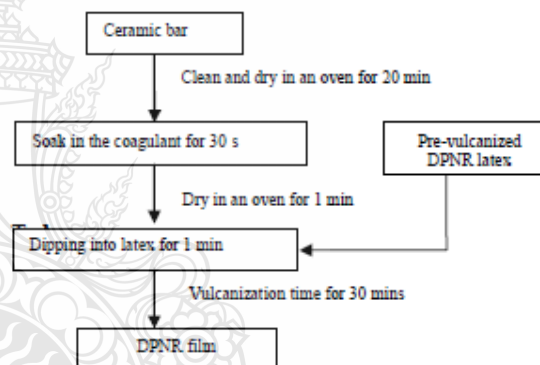 Ceramic bar
Clean and dry in an oven for 20 min
Soak in the coagulant for 30 s
Pre-vulcanized
DPNR latex
Dry in an oven for 1 min
Dipping into latex for 1 min
Vulcanization time for 30 mins
DPNR film